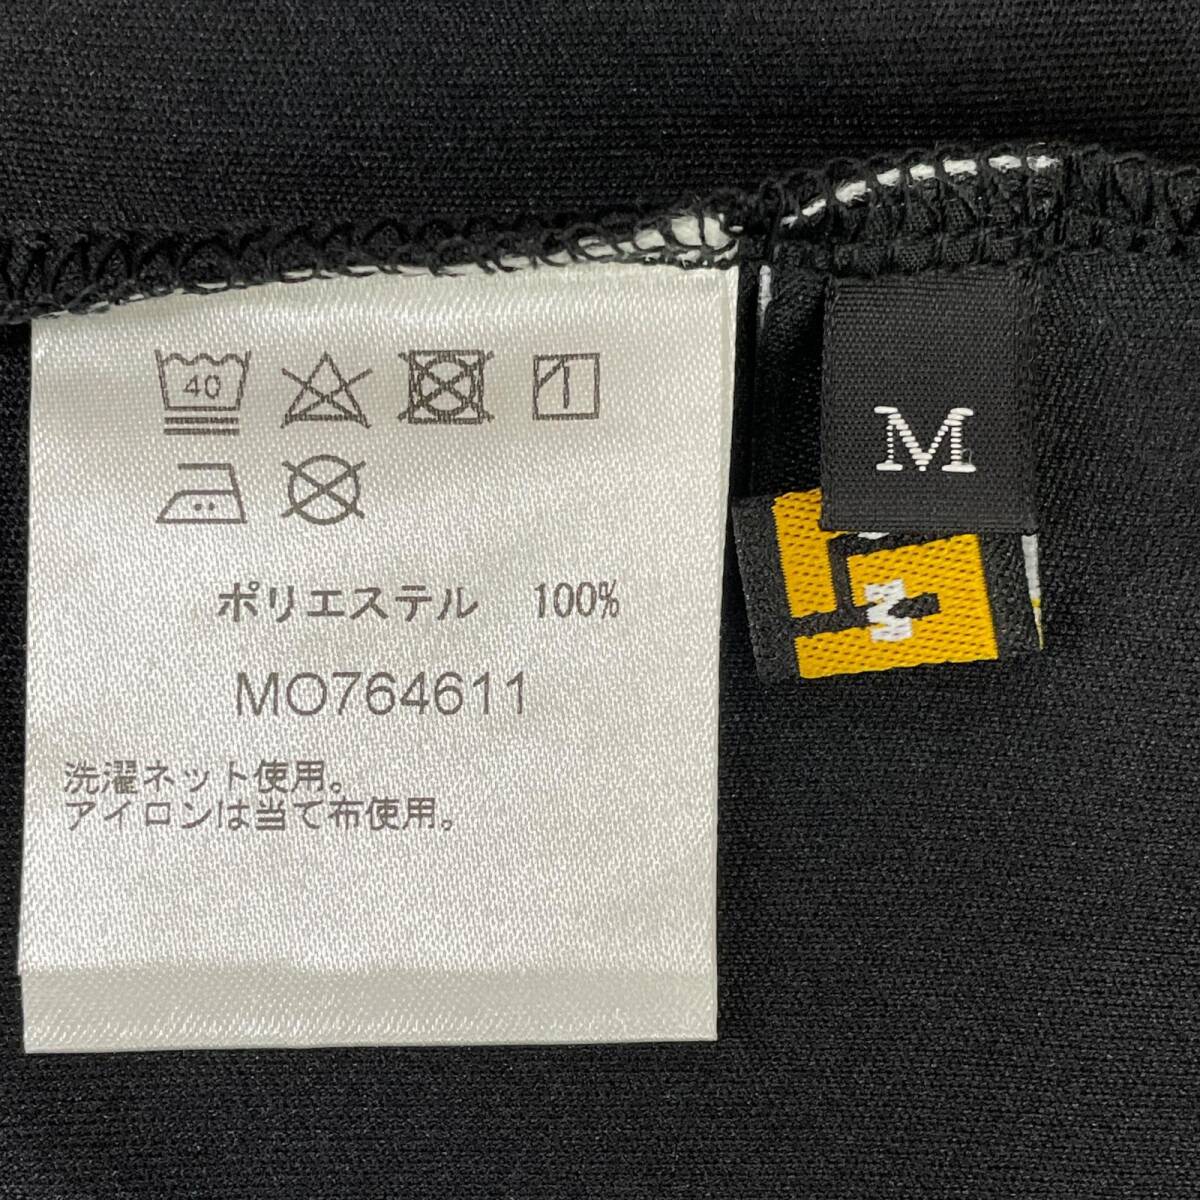 40
ポリエステル 100%
MO764611
洗濯ネット使用。
アイロンは当て布使用。
M
M